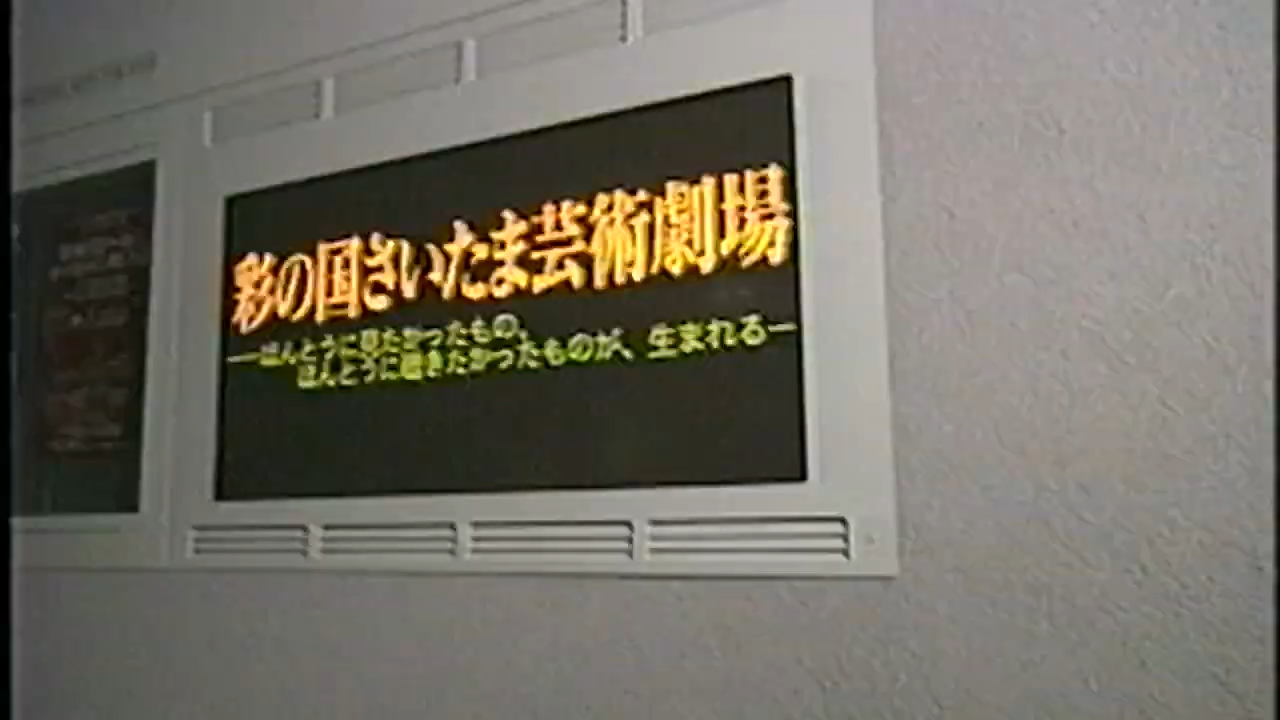 彩の国さいたま芸術劇場
―ほんとうに見たかったもの、
ほんとうに聴きたかったものが、生まれる―